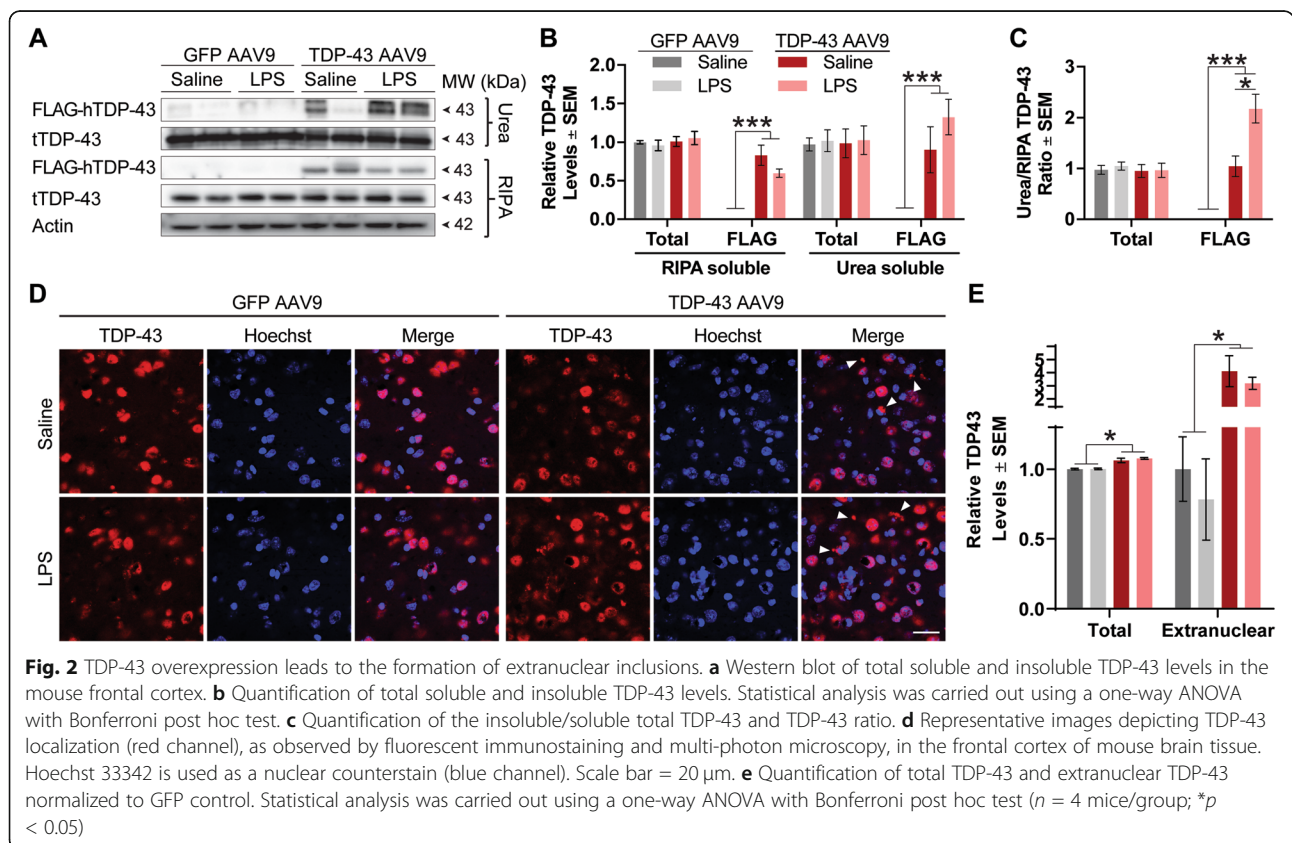 A
GFP AAV9 TDP-43 AAV9
Saline LPS Saline LPS MW (kDa)
FLAG-hTDP-43 43
tTDP-43 43
Urea
FLAG-hTDP-43 43
tTDP-43 43
Actin 42
RIPA
B
GFP AAV9 TDP-43 AAV9
Saline Saline
LPS LPS
Relative TDP-43
Levels ± SEM
2.0
1.5
1.0
0.5
0.0
***
***
Total FLAG Total FLAG
RIPA soluble Urea soluble
C
Urea/RIPA TDP-43
Ratio ± SEM
3
2
1
0
***
*
Total FLAG
D
GFP AAV9 TDP-43 AAV9
TDP-43 Hoechst Merge TDP-43 Hoechst Merge
Saline
LPS
E
Relative TDP43
Levels ± SEM
5
4
3
2
1.0
0.5
0.0
*
*
Total Extranuclear
Fig. 2 TDP-43 overexpression leads to the formation of extranuclear inclusions. a Western blot of total soluble and insoluble TDP-43 levels in the
mouse frontal cortex. b Quantification of total soluble and insoluble TDP-43 levels. Statistical analysis was carried out using a one-way ANOVA
with Bonferroni post hoc test. c Quantification of the insoluble/soluble total TDP-43 and TDP-43 ratio. d Representative images depicting TDP-43
localization (red channel), as observed by fluorescent immunostaining and multi-photon microscopy, in the frontal cortex of mouse brain tissue.
Hoechst 33342 is used as a nuclear counterstain (blue channel). Scale bar = 20 μm. e Quantification of total TDP-43 and extranuclear TDP-43
normalized to GFP control. Statistical analysis was carried out using a one-way ANOVA with Bonferroni post hoc test (n = 4 mice/group; *p
< 0.05)